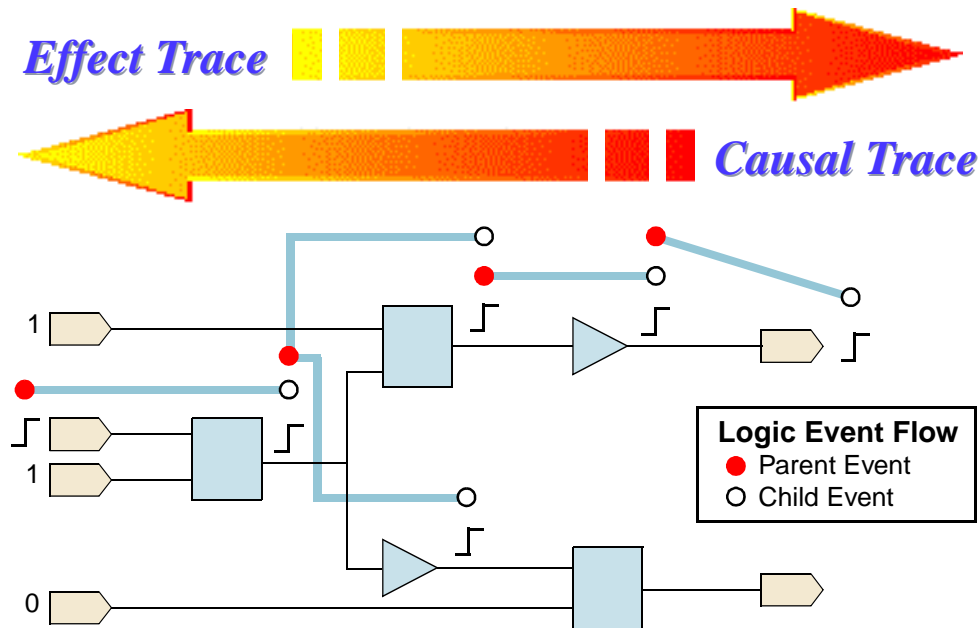 Effect Trace
Causal Trace
1
1
0
Logic Event Flow
Parent Event
Child Event